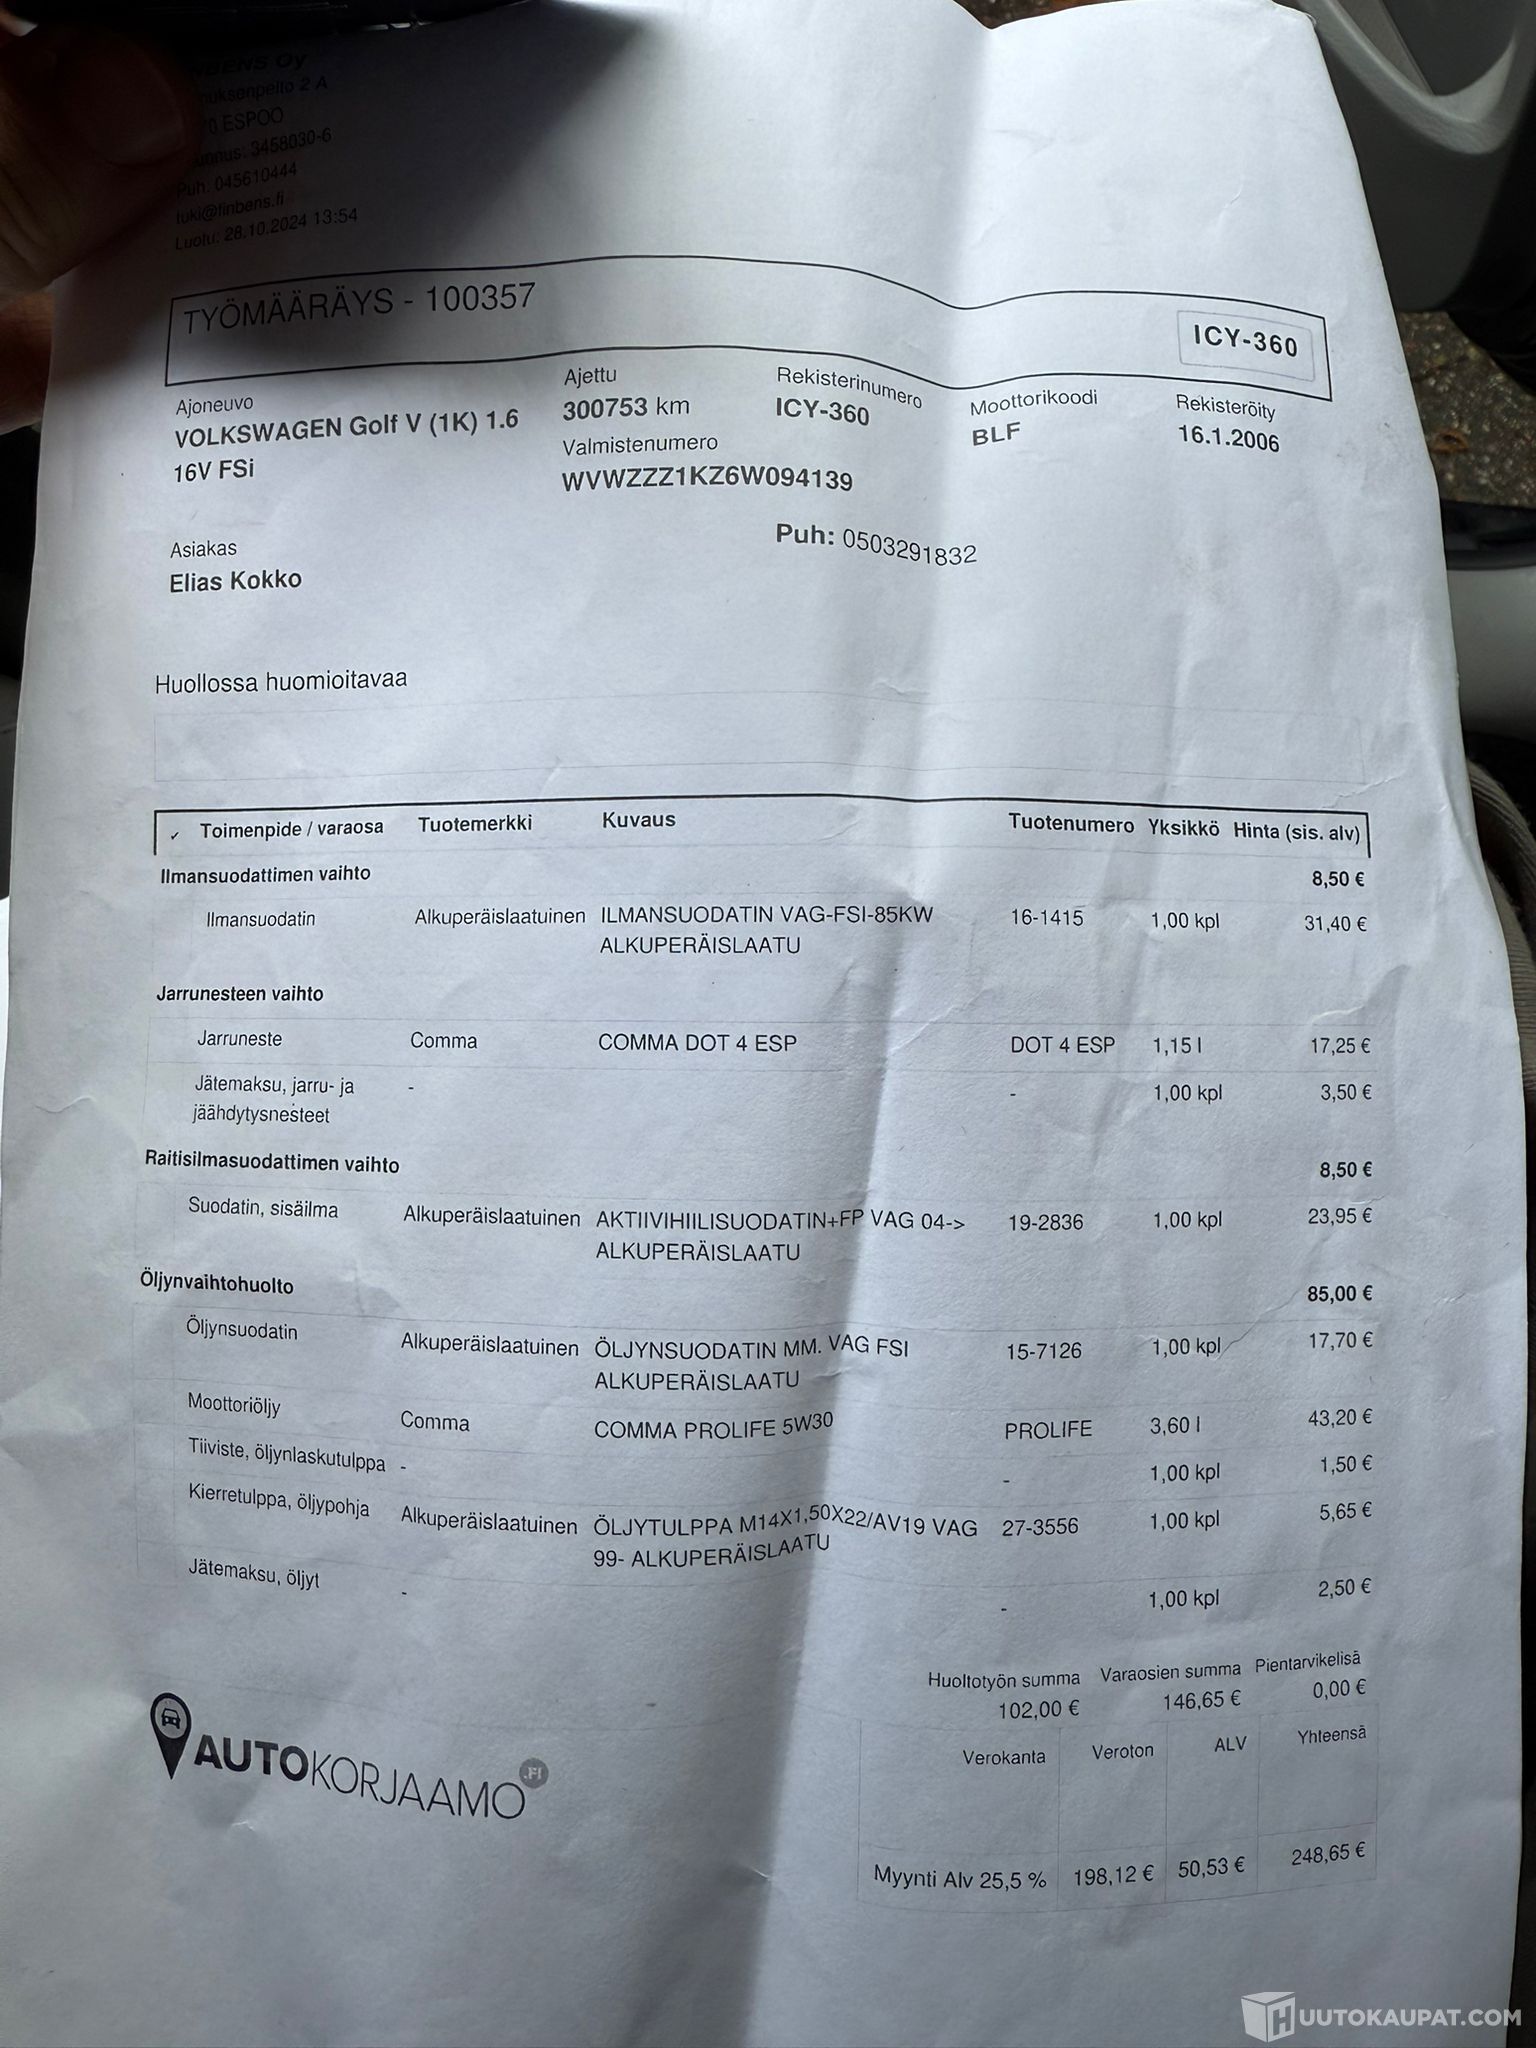 NBENS Oy
uksenpelto 2 A
70 ESPOO
unnus: 3458030-6
Puh. 045610444
tuki@finbens.fi
Luotu: 28.10.2024 13:54
TYÖMÄÄRÄYS - 100357
ICY-360
Ajoneuvo
VOLKSWAGEN Golf V (1K) 1.6
16V FSi
Ajettu
300753 km
Valmistenumero
WVWZZZ1KZ6W094139
Rekisterinumero
ICY-360
Moottorikoodi
BLF
Rekisteröity
16.1.2006
Asiakas
Elias Kokko
Puh: 0503291832
Huollossa huomioitavaa
✓ Toimenpide / varaosa Tuotemerkki Kuvaus Tuotenumero Yksikkö Hinta (sis. alv)
Ilmansuodattimen vaihto 8,50 €
Ilmansuodatin Alkuperäislaatuinen ILMANSUODATIN VAG-FSI-85KW 16-1415 1,00 kpl 31,40 €
ALKUPERÄISLAATU
Jarrunesteen vaihto
Jarruneste Comma COMMA DOT 4 ESP DOT 4 ESP 1,15 l 17,25 €
Jätemaksu, jarru- ja - - 1,00 kpl 3,50 €
jäähdytysnesteet
Raitisilmasuodattimen vaihto 8,50 €
Suodatin, sisäilma Alkuperäislaatuinen AKTIIVIHIILISUODATIN+FP VAG 04-> 19-2836 1,00 kpl 23,95 €
ALKUPERÄISLAATU
Öljynvaihtohuolto 85,00 €
Öljynsuodatin Alkuperäislaatuinen ÖLJYNSUODATIN MM. VAG FSI 15-7126 1,00 kpl 17,70 €
ALKUPERÄISLAATU
Moottoriöljy Comma COMMA PROLIFE 5W30 PROLIFE 3,60 l 43,20 €
Tiiviste, öljynlaskutulppa - - 1,00 kpl 1,50 €
Kierretulppa, öljypohja Alkuperäislaatuinen ÖLJYTULPPA M14X1,50X22/AV19 VAG 27-3556 1,00 kpl 5,65 €
99- ALKUPERÄISLAATU
Jätemaksu, öljyt - - 1,00 kpl 2,50 €
Huoltotyön summa Varaosien summa Pientarvikelisä
102,00 € 146,65 € 0,00 €
Verokanta Veroton ALV Yhteensä
Myynti Alv 25,5 % 198,12 € 50,53 € 248,65 €
AUTOKORJAAMO.FI
HUUTOKAUPAT.COM